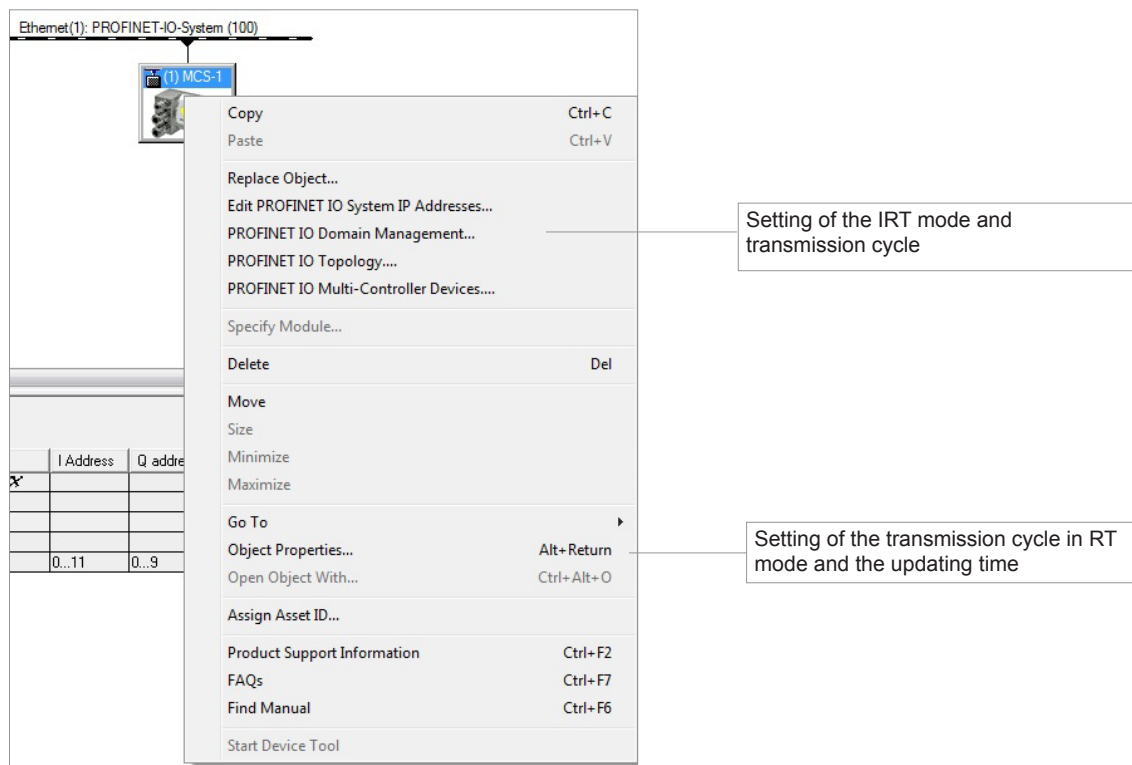 Ethernet(1): PROFINET-IO-System (100)
(1) MCS-1
Copy Ctrl+C
Paste Ctrl+V
Replace Object...
Edit PROFINET IO System IP Addresses...
PROFINET IO Domain Management...
PROFINET IO Topology....
PROFINET IO Multi-Controller Devices....
Specify Module...
Delete Del
Move
Size
Minimize
Maximize
Go To
Object Properties... Alt+Return
Open Object With... Ctrl+Alt+O
Assign Asset ID...
Product Support Information Ctrl+F2
FAQs Ctrl+F7
Find Manual Ctrl+F6
Start Device Tool
Setting of the IRT mode and
transmission cycle
Setting of the transmission cycle in RT
mode and the updating time
I Address Q addre
X
0...11 0...9